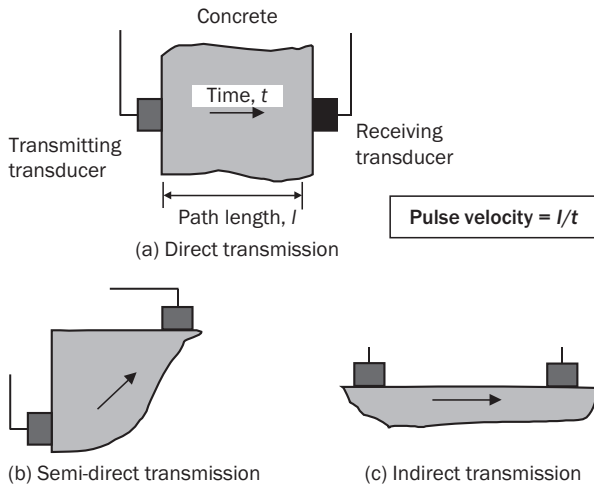 Concrete
Time, t
Transmitting
transducer
Receiving
transducer
Path length, l
Pulse velocity = l/t
(a) Direct transmission
(b) Semi-direct transmission
(c) Indirect transmission